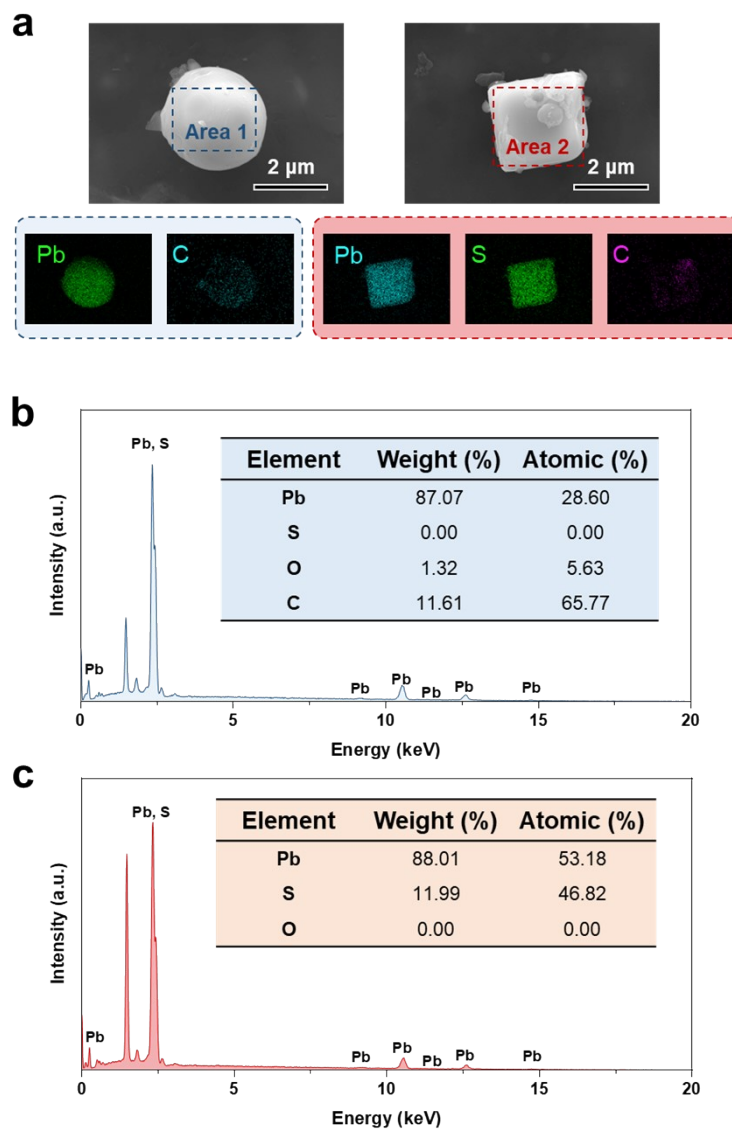 a
Area 1
2 µm
Area 2
2 µm
Pb
C
Pb
S
C
b
Intensity (a.u.)
Pb, S
Element Weight (%) Atomic (%)
Pb 87.07 28.60
S 0.00 0.00
O 1.32 5.63
C 11.61 65.77
Pb
Pb Pb Pb Pb Pb
0 5 10 15 20
Energy (keV)
c
Intensity (a.u.)
Pb, S
Element Weight (%) Atomic (%)
Pb 88.01 53.18
S 11.99 46.82
O 0.00 0.00
Pb
Pb Pb Pb Pb Pb
0 5 10 15 20
Energy (keV)